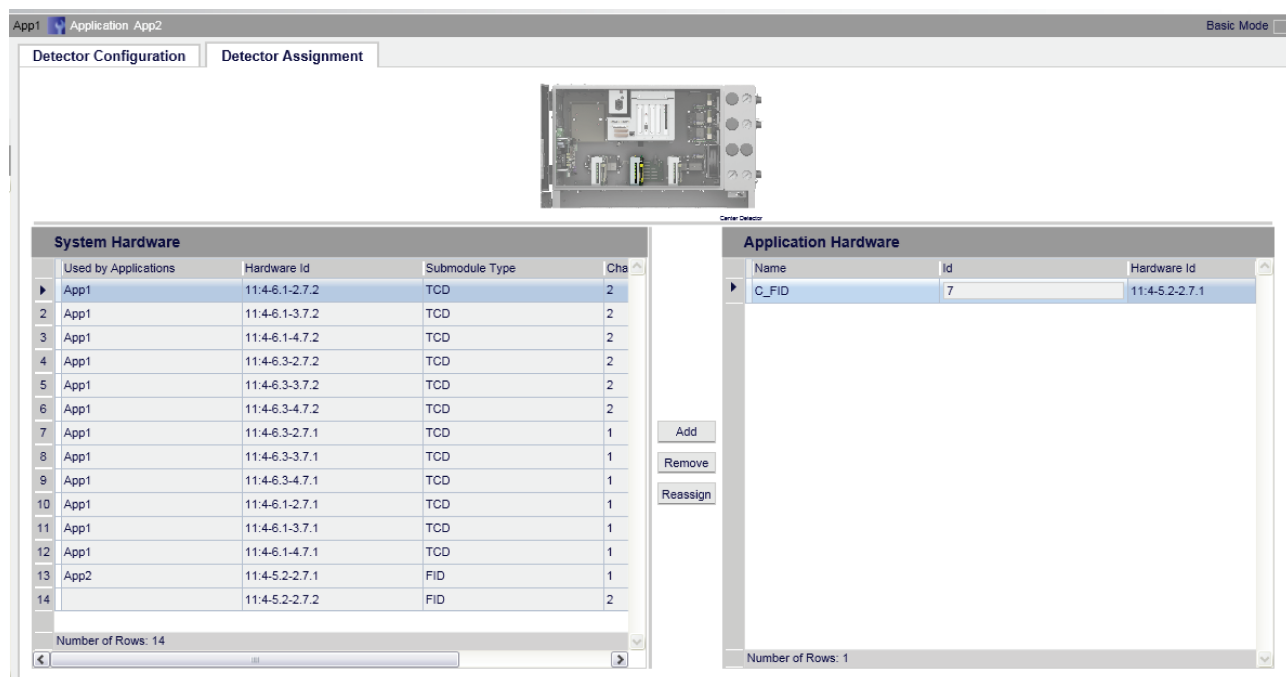 App1 Application App2 Basic Mode
Detector Configuration Detector Assignment
Center Detector
System Hardware
Used by Applications Hardware Id Submodule Type Cha
App1 11:4-6.1-2.7.2 TCD 2
2 App1 11:4-6.1-3.7.2 TCD 2
3 App1 11:4-6.1-4.7.2 TCD 2
4 App1 11:4-6.3-2.7.2 TCD 2
5 App1 11:4-6.3-3.7.2 TCD 2
6 App1 11:4-6.3-4.7.2 TCD 2
7 App1 11:4-6.3-2.7.1 TCD 1
8 App1 11:4-6.3-3.7.1 TCD 1
9 App1 11:4-6.3-4.7.1 TCD 1
10 App1 11:4-6.1-2.7.1 TCD 1
11 App1 11:4-6.1-3.7.1 TCD 1
12 App1 11:4-6.1-4.7.1 TCD 1
13 App2 11:4-5.2-2.7.1 FID 1
14 11:4-5.2-2.7.2 FID 2
Number of Rows: 14
Add
Remove
Reassign
Application Hardware
Name Id Hardware Id
C_FID 7 11:4-5.2-2.7.1
Number of Rows: 1